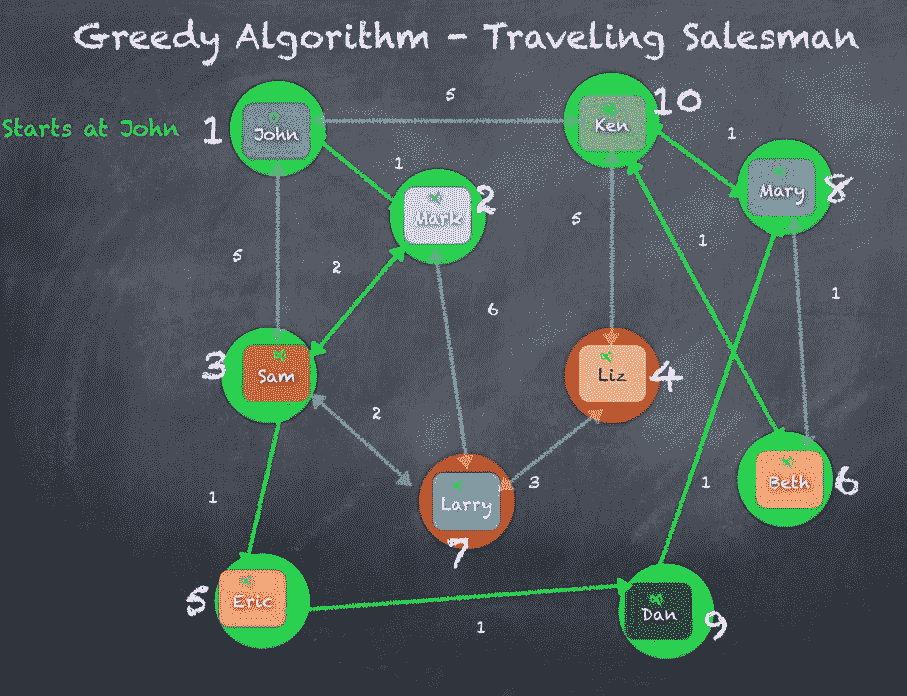 Greedy Algorithm - Traveling Salesman
Starts at John
1
John
5
Ken
10
1
1
Mark
2
Mary
8
5
2
5
1
6
1
3
Sam
Liz
4
2
Larry
3
7
1
Beth
6
1
5
Eric
1
Dan
9